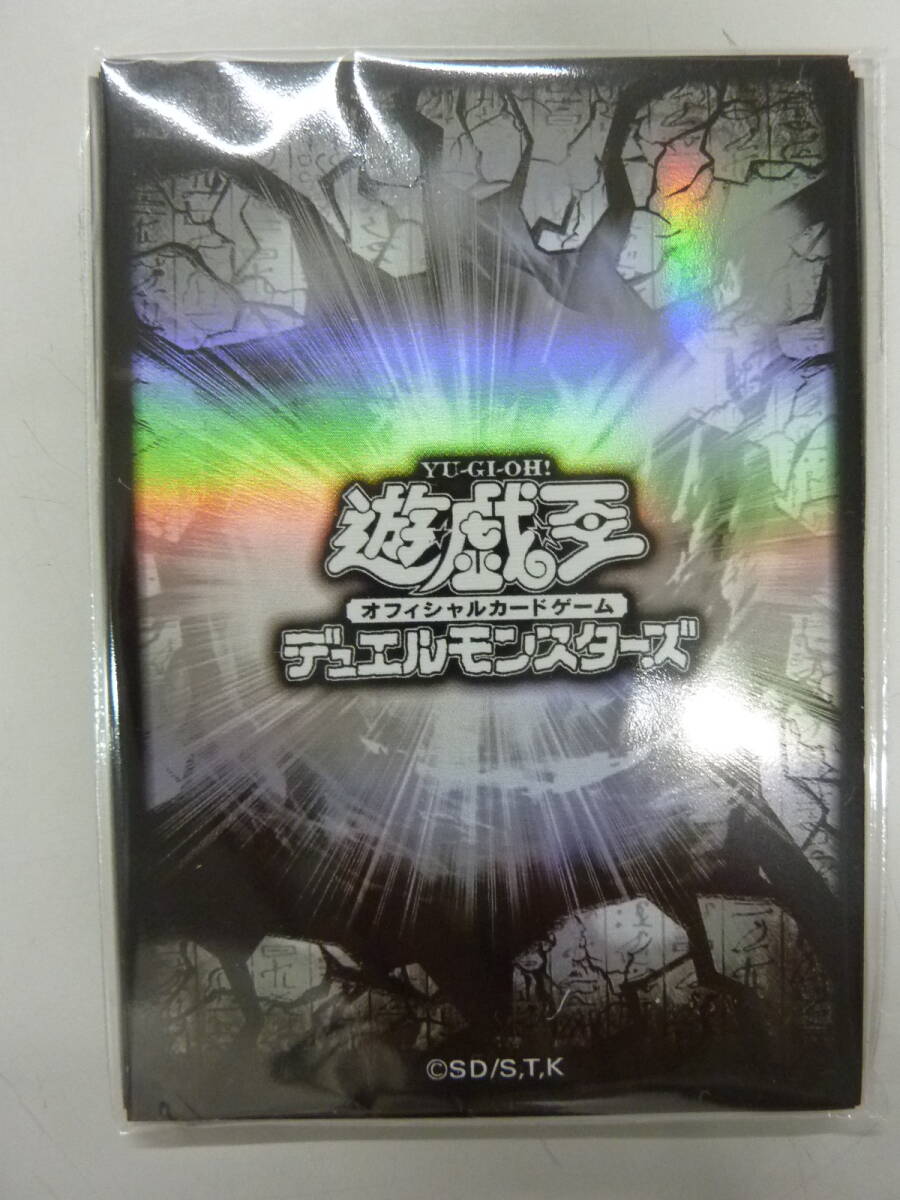 YU-GI-OH!
遊戯王
オフィシャルカードゲーム
デュエルモンスターズ
©SD/S,T,K